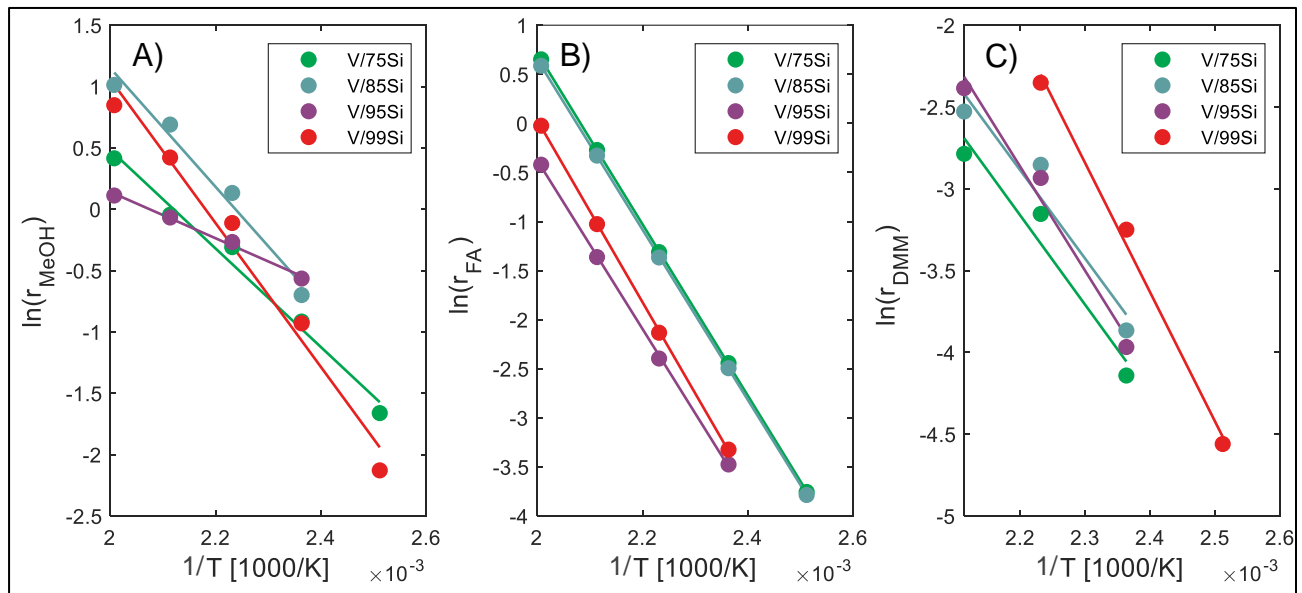 A)
1.5
1
0.5
0
-0.5
-1
-1.5
-2
-2.5
ln(r_MeOH)
V/75Si
V/85Si
V/95Si
V/99Si
2
2.2
2.4
2.6
1/T [1000/K]
×10^-3
B)
1
0.5
0
-0.5
-1
-1.5
-2
-2.5
-3
-3.5
-4
ln(r_FA)
V/75Si
V/85Si
V/95Si
V/99Si
2
2.1
2.2
2.3
2.4
2.5
2.6
1/T [1000/K]
×10^-3
C)
-2
-2.5
-3
-3.5
-4
-4.5
-5
ln(r_DMM)
V/75Si
V/85Si
V/95Si
V/99Si
2.2
2.3
2.4
2.5
2.6
1/T [1000/K]
×10^-3